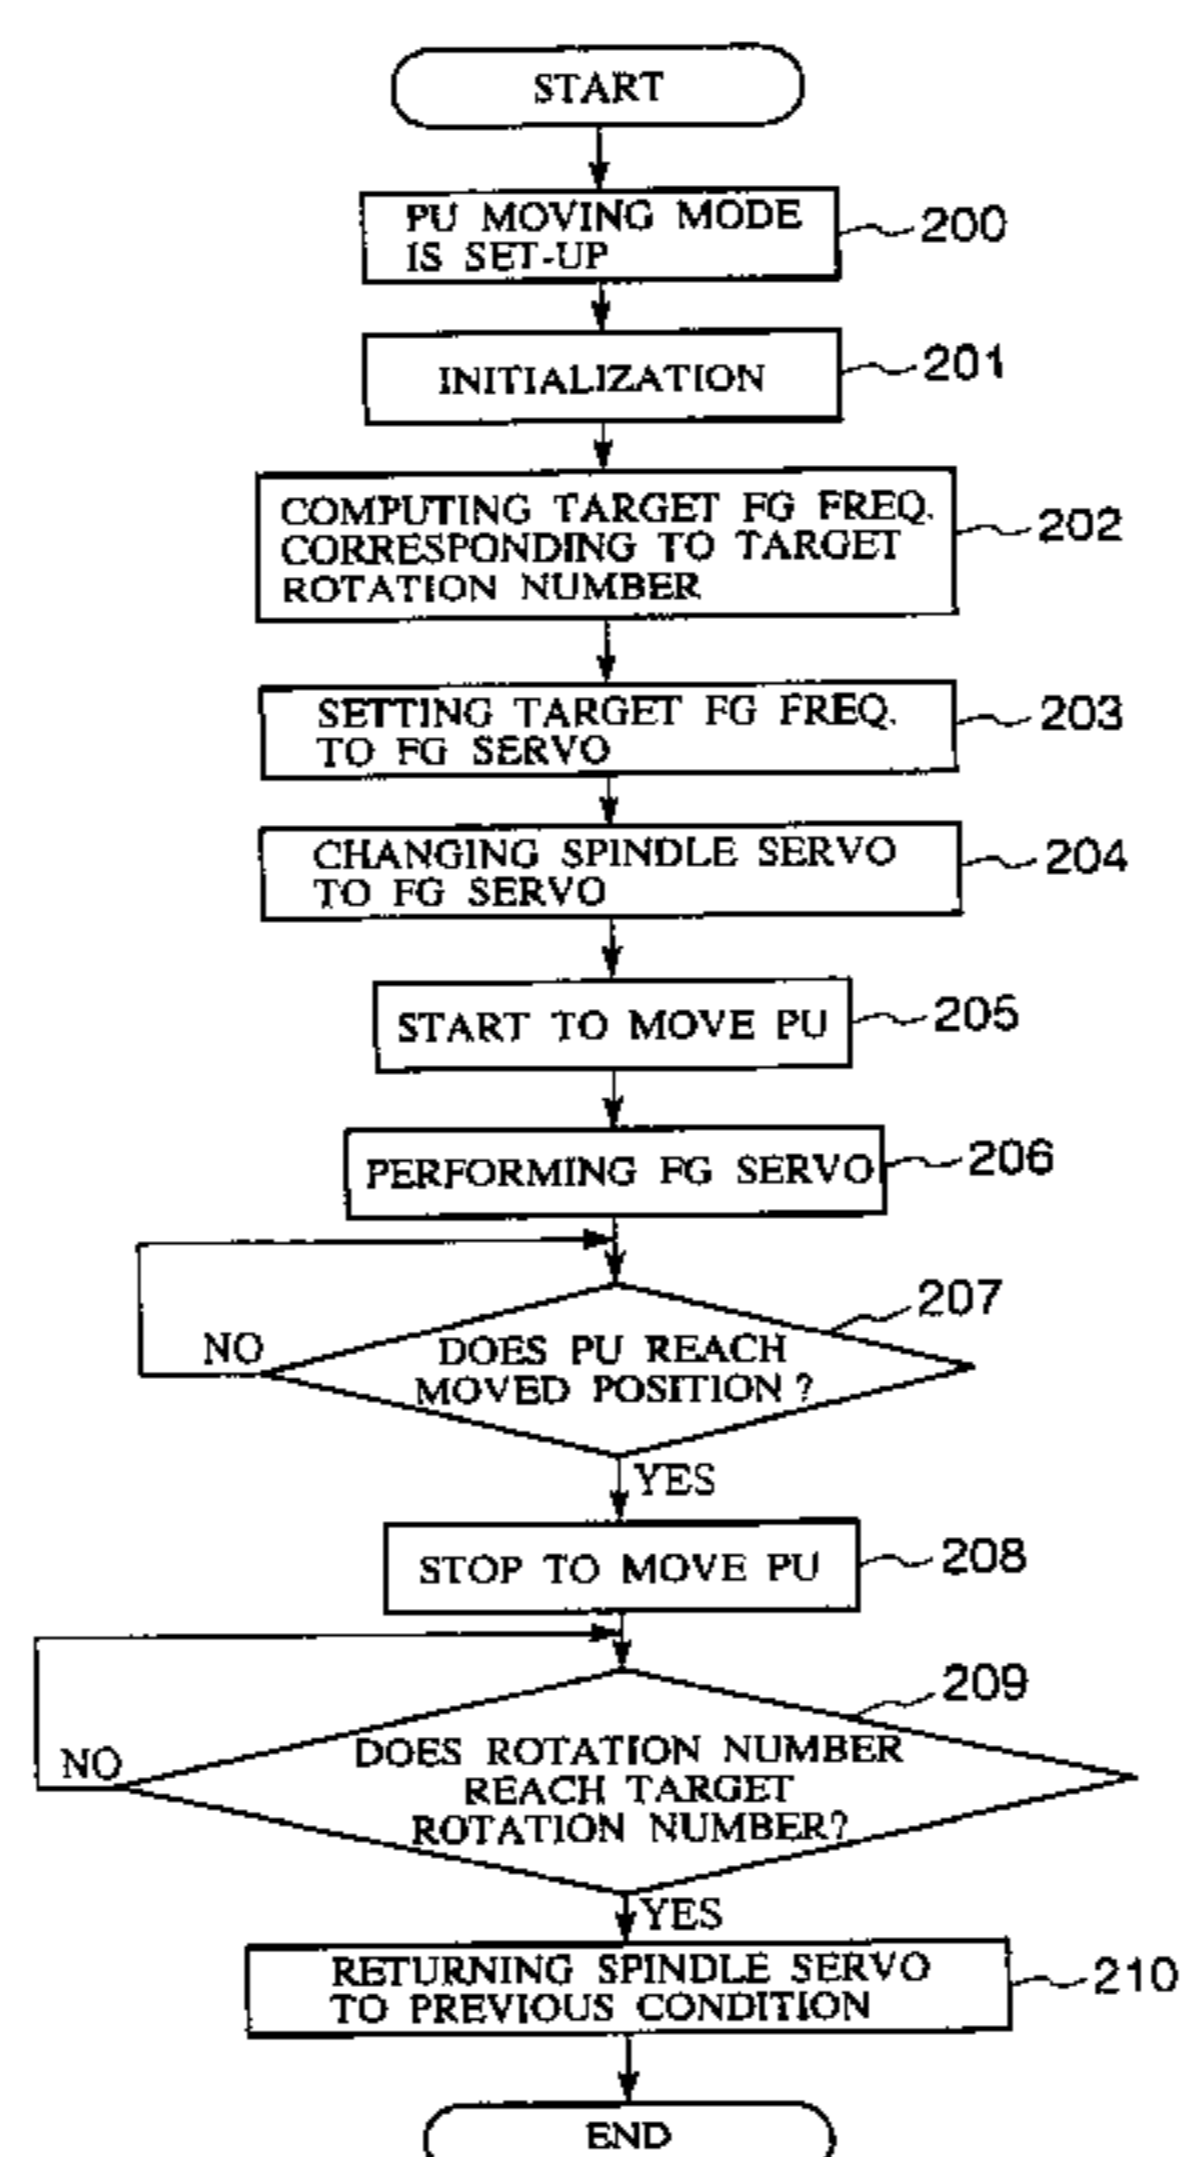 START
PU MOVING MODE
IS SET-UP
200
INITIALIZATION
201
COMPUTING TARGET FG FREQ.
CORRESPONDING TO TARGET
ROTATION NUMBER
202
SETTING TARGET FG FREQ.
TO FG SERVO
203
CHANGING SPINDLE SERVO
TO FG SERVO
204
START TO MOVE PU
205
PERFORMING FG SERVO
206
207
NO
DOES PU REACH
MOVED POSITION ?
YES
STOP TO MOVE PU
208
209
NO
DOES ROTATION NUMBER
REACH TARGET
ROTATION NUMBER?
YES
RETURNING SPINDLE SERVO
TO PREVIOUS CONDITION
210
END